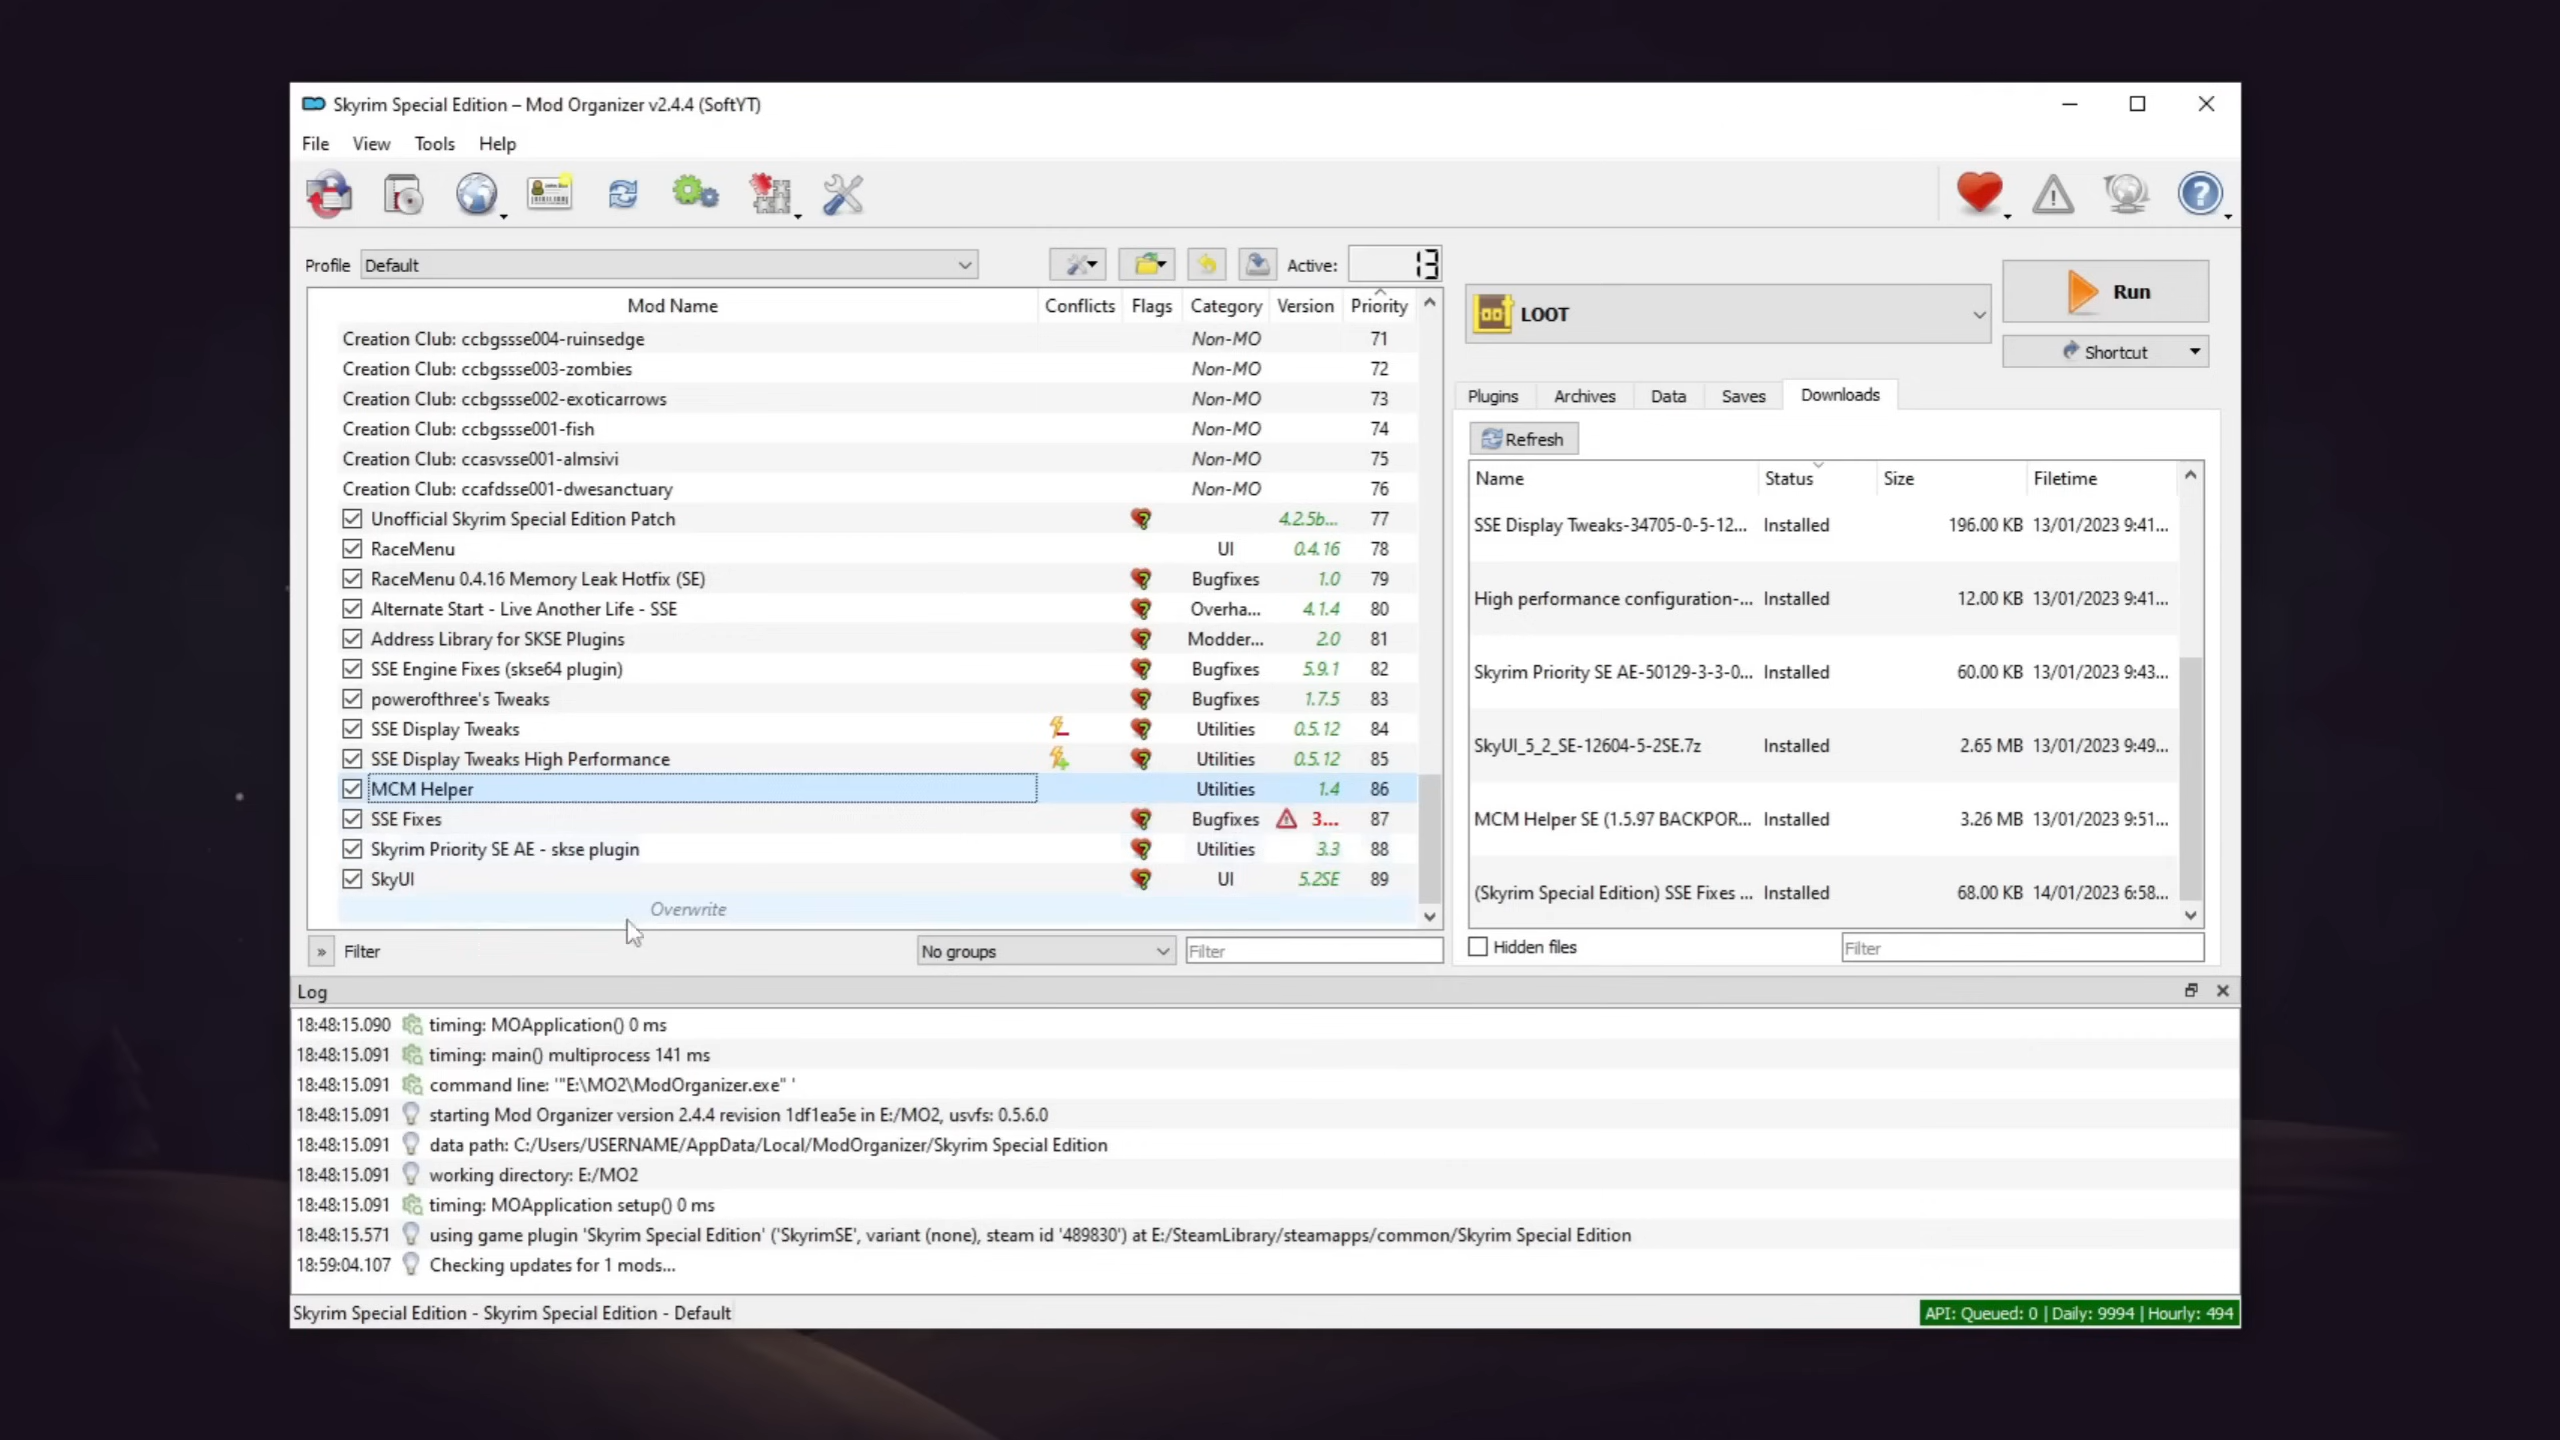 Skyrim Special Edition – Mod Organizer v2.4.4 (SoftYT)
File View Tools Help
Profile Default Active: 13
Mod Name Conflicts Flags Category Version Priority
Creation Club: ccbgssse004-ruinsedge Non-MO 71
Creation Club: ccbgssse003-zombies Non-MO 72
Creation Club: ccbgssse002-exoticarrows Non-MO 73
Creation Club: ccbgssse001-fish Non-MO 74
Creation Club: ccasvsse001-almsivi Non-MO 75
Creation Club: ccafdsse001-dwesanctuary Non-MO 76
Unofficial Skyrim Special Edition Patch 4.2.5b... 77
RaceMenu UI 0.4.16 78
RaceMenu 0.4.16 Memory Leak Hotfix (SE) Bugfixes 1.0 79
Alternate Start - Live Another Life - SSE Overha... 4.1.4 80
Address Library for SKSE Plugins Modder... 2.0 81
SSE Engine Fixes (skse64 plugin) Bugfixes 5.9.1 82
powerofthree's Tweaks Bugfixes 1.7.5 83
SSE Display Tweaks Utilities 0.5.12 84
SSE Display Tweaks High Performance Utilities 0.5.12 85
MCM Helper Utilities 1.4 86
SSE Fixes Bugfixes 3... 87
Skyrim Priority SE AE - skse plugin Utilities 3.3 88
SkyUI UI 5.2SE 89
Overwrite
» Filter No groups Filter
LOOT
Run
Shortcut
Plugins Archives Data Saves Downloads
Refresh
Name Status Size Filetime
SSE Display Tweaks-34705-0-5-12... Installed 196.00 KB 13/01/2023 9:41...
High performance configuration-... Installed 12.00 KB 13/01/2023 9:41...
Skyrim Priority SE AE-50129-3-3-0... Installed 60.00 KB 13/01/2023 9:43...
SkyUI_5_2_SE-12604-5-2SE.7z Installed 2.65 MB 13/01/2023 9:49...
MCM Helper SE (1.5.97 BACKPOR... Installed 3.26 MB 13/01/2023 9:51...
(Skyrim Special Edition) SSE Fixes ... Installed 68.00 KB 14/01/2023 6:58...
Hidden files Filter
Log
18:48:15.090 timing: MOApplication() 0 ms
18:48:15.091 timing: main() multiprocess 141 ms
18:48:15.091 command line: '"E:\MO2\ModOrganizer.exe" '
18:48:15.091 starting Mod Organizer version 2.4.4 revision 1df1ea5e in E:/MO2, usvfs: 0.5.6.0
18:48:15.091 data path: C:/Users/USERNAME/AppData/Local/ModOrganizer/Skyrim Special Edition
18:48:15.091 working directory: E:/MO2
18:48:15.091 timing: MOApplication setup() 0 ms
18:48:15.571 using game plugin 'Skyrim Special Edition' ('SkyrimSE', variant (none), steam id '489830') at E:/SteamLibrary/steamapps/common/Skyrim Special Edition
18:59:04.107 Checking updates for 1 mods...
Skyrim Special Edition - Skyrim Special Edition - Default
API: Queued: 0 | Daily: 9994 | Hourly: 494